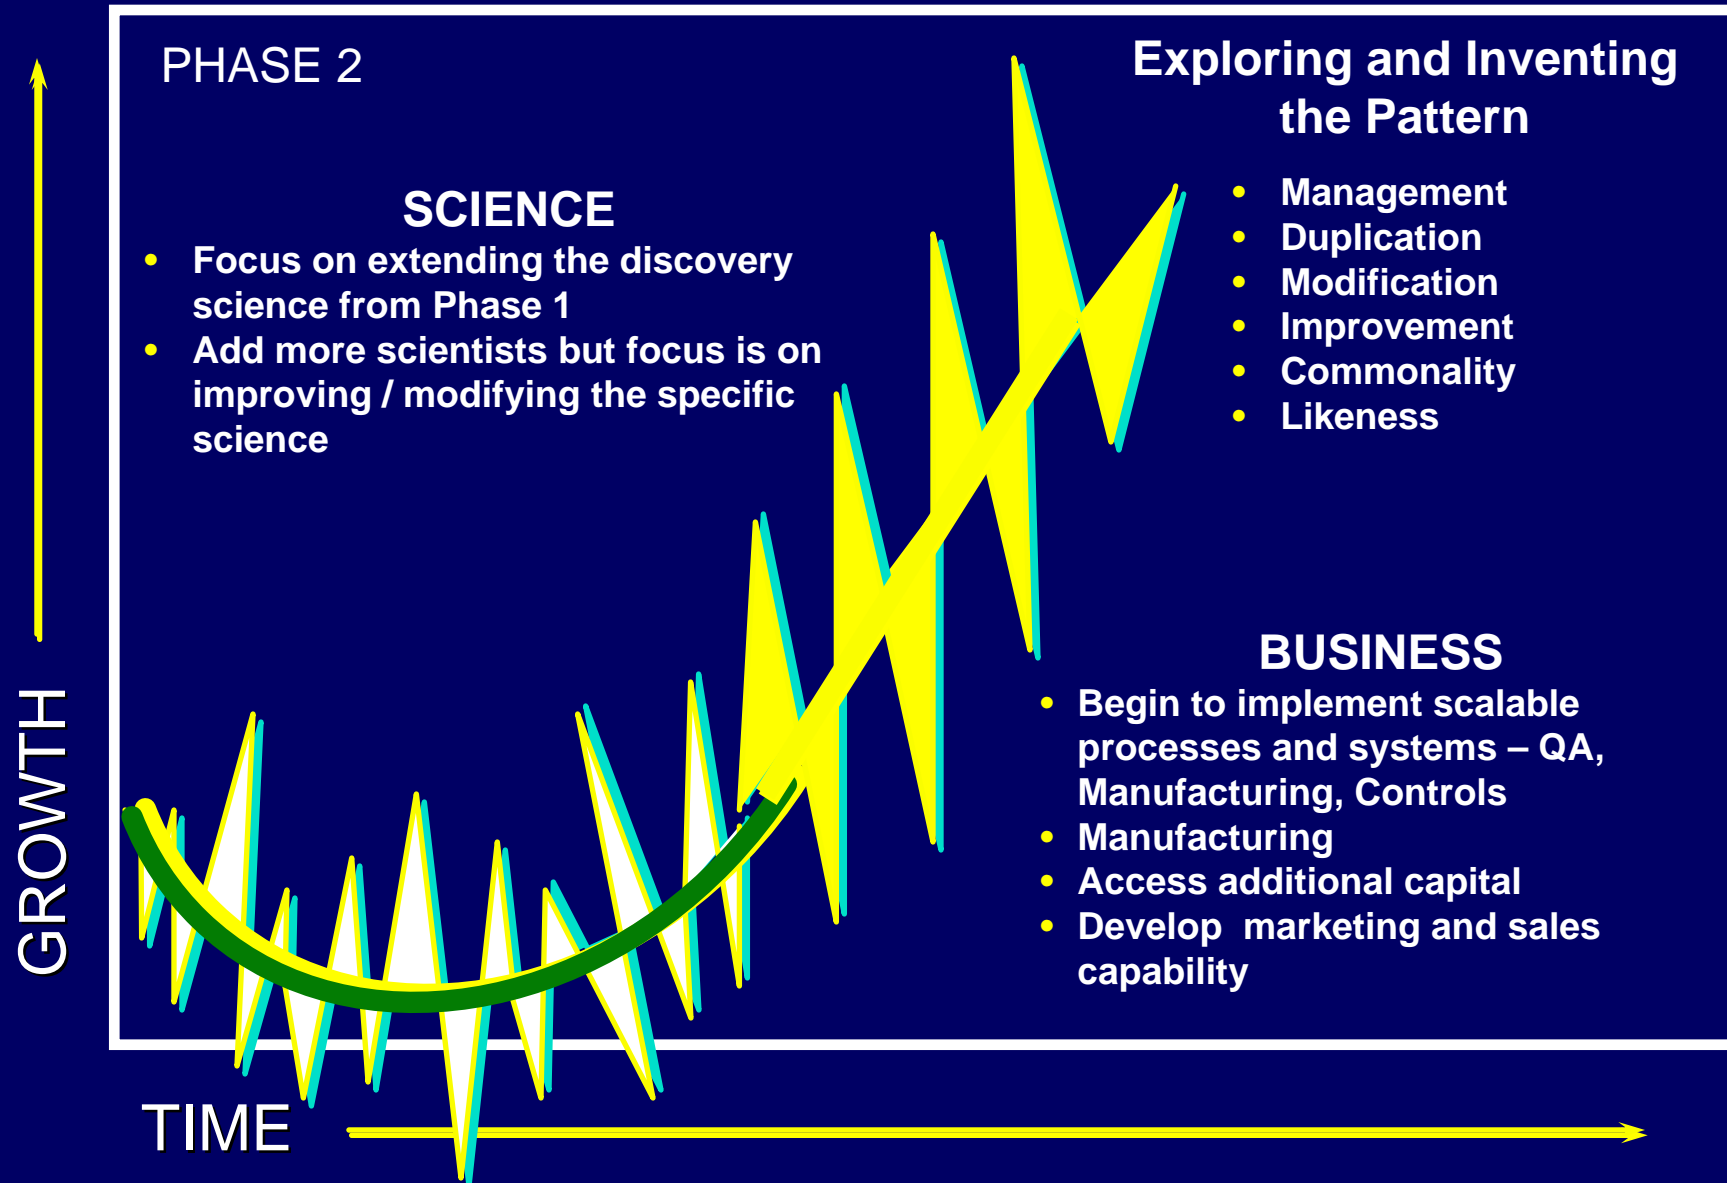 PHASE 2
Exploring and Inventing
the Pattern
• Management
• Duplication
• Modification
• Improvement
• Commonality
• Likeness
SCIENCE
• Focus on extending the discovery
science from Phase 1
• Add more scientists but focus is on
improving / modifying the specific
science
BUSINESS
• Begin to implement scalable
processes and systems – QA,
Manufacturing, Controls
• Manufacturing
• Access additional capital
• Develop  marketing and sales
capability
GROWTH
TIME